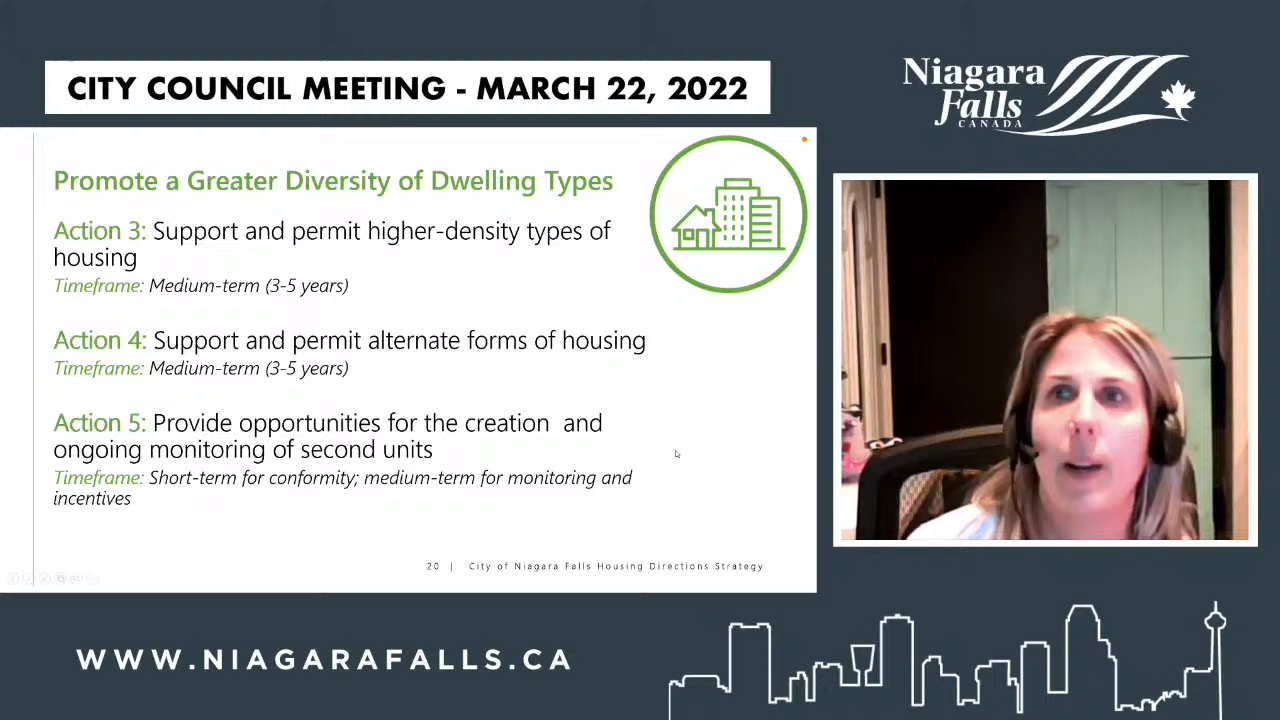 CITY COUNCIL MEETING - MARCH 22, 2022
Niagara
Falls
CANADA
Promote a Greater Diversity of Dwelling Types
Action 3: Support and permit higher-density types of
housing
Timeframe: Medium-term (3-5 years)
Action 4: Support and permit alternate forms of housing
Timeframe: Medium-term (3-5 years)
Action 5: Provide opportunities for the creation  and
ongoing monitoring of second units
Timeframe: Short-term for conformity; medium-term for monitoring and
incentives
20 | City of Niagara Falls Housing Directions Strategy
WWW.NIAGARAFALLS.CA